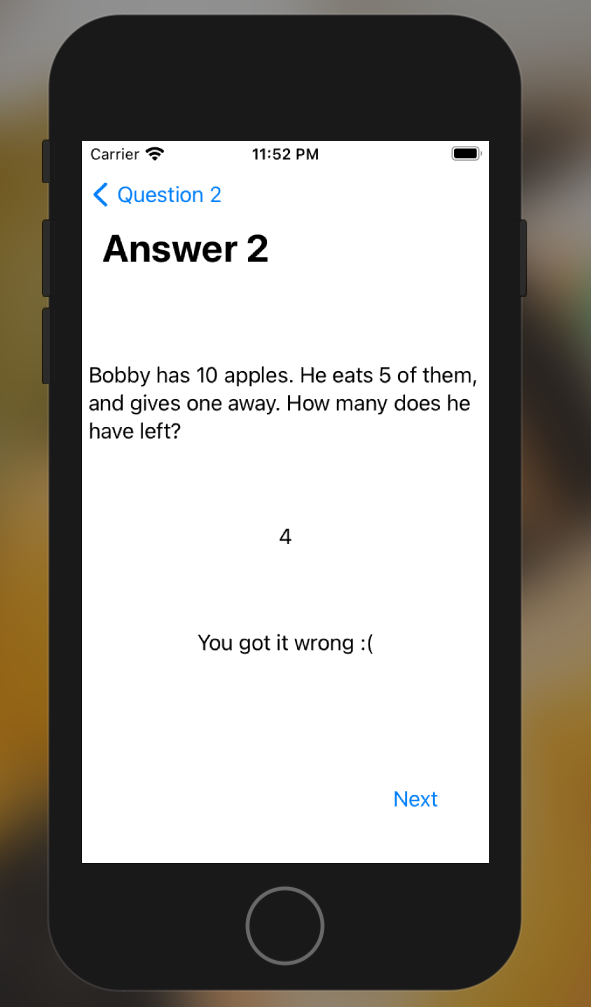 Carrier 11:52 PM
Question 2
Answer 2
Bobby has 10 apples. He eats 5 of them,
and gives one away. How many does he
have left?
4
You got it wrong :(
Next